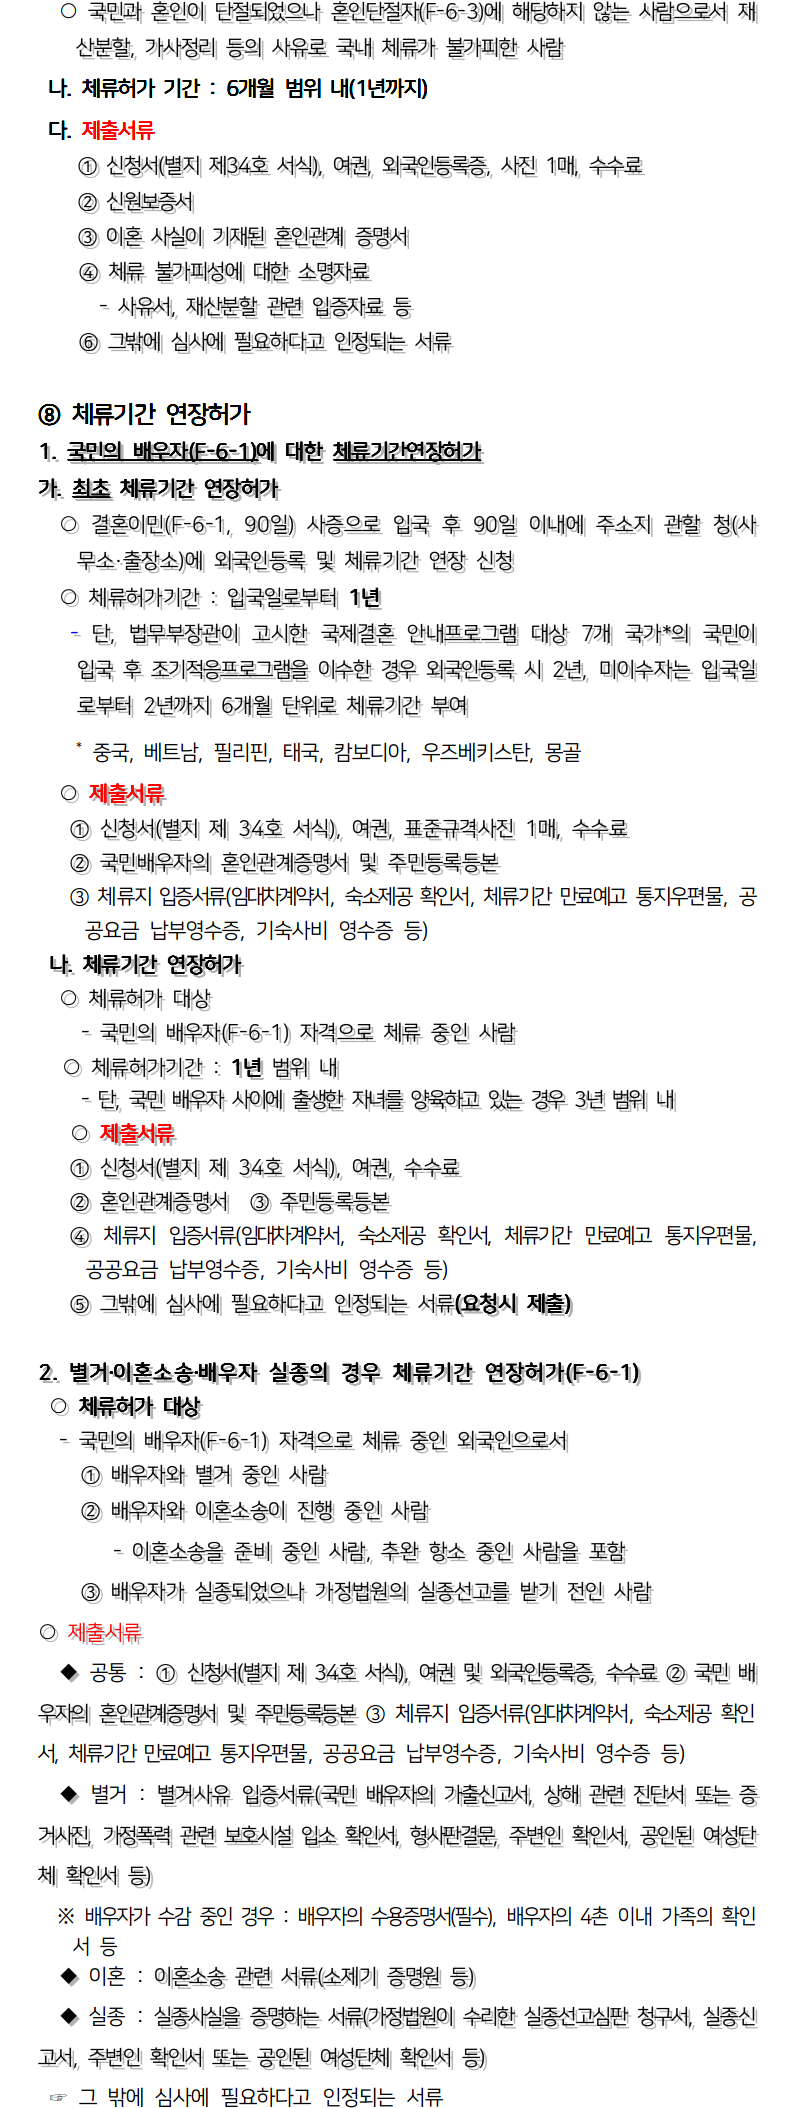 ○ 국민과 혼인이 단절되었으나 혼인단절자(F-6-3)에 해당하지 않는 사람으로서 재
산분할, 가사정리 등의 사유로 국내 체류가 불가피한 사람
나. 체류허가 기간 : 6개월 범위 내(1년까지)
다. 제출서류
① 신청서(별지 제34호 서식), 여권, 외국인등록증, 사진 1매, 수수료
② 신원보증서
③ 이혼 사실이 기재된 혼인관계 증명서
④ 체류 불가피성에 대한 소명자료
- 사유서, 재산분할 관련 입증자료 등
⑥ 그밖에 심사에 필요하다고 인정되는 서류
⑧ 체류기간 연장허가
1. 국민의 배우자(F-6-1)에 대한 체류기간연장허가
가. 최초 체류기간 연장허가
○ 결혼이민(F-6-1, 90일) 사증으로 입국 후 90일 이내에 주소지 관할 청(사
무소·출장소)에 외국인등록 및 체류기간 연장 신청
○ 체류허가기간 : 입국일로부터 1년
- 단, 법무부장관이 고시한 국제결혼 안내프로그램 대상 7개 국가*의 국민이
입국 후 조기적응프로그램을 이수한 경우 외국인등록 시 2년, 미이수자는 입국일
로부터 2년까지 6개월 단위로 체류기간 부여
* 중국, 베트남, 필리핀, 태국, 캄보디아, 우즈베키스탄, 몽골
○ 제출서류
① 신청서(별지 제 34호 서식), 여권, 표준규격사진 1매, 수수료
② 국민배우자의 혼인관계증명서 및 주민등록등본
③ 체류지 입증서류(임대차계약서, 숙소제공 확인서, 체류기간 만료예고 통지우편물, 공
공요금 납부영수증, 기숙사비 영수증 등)
나. 체류기간 연장허가
○ 체류허가 대상
- 국민의 배우자(F-6-1) 자격으로 체류 중인 사람
○ 체류허가기간 : 1년 범위 내
- 단, 국민 배우자 사이에 출생한 자녀를 양육하고 있는 경우 3년 범위 내
○ 제출서류
① 신청서(별지 제 34호 서식), 여권, 수수료
② 혼인관계증명서 ③ 주민등록등본
④ 체류지 입증서류(임대차계약서, 숙소제공 확인서, 체류기간 만료예고 통지우편물,
공공요금 납부영수증, 기숙사비 영수증 등)
⑤ 그밖에 심사에 필요하다고 인정되는 서류(요청시 제출)
2. 별거·이혼소송·배우자 실종의 경우 체류기간 연장허가(F-6-1)
○ 체류허가 대상
- 국민의 배우자(F-6-1) 자격으로 체류 중인 외국인으로서
① 배우자와 별거 중인 사람
② 배우자와 이혼소송이 진행 중인 사람
- 이혼소송을 준비 중인 사람, 추완 항소 중인 사람을 포함
③ 배우자가 실종되었으나 가정법원의 실종선고를 받기 전인 사람
○ 제출서류
◆ 공통 : ① 신청서(별지 제 34호 서식), 여권 및 외국인등록증, 수수료 ② 국민 배
우자의 혼인관계증명서 및 주민등록등본 ③ 체류지 입증서류(임대차계약서, 숙소제공 확인
서, 체류기간 만료예고 통지우편물, 공공요금 납부영수증, 기숙사비 영수증 등)
◆ 별거 : 별거사유 입증서류(국민 배우자의 가출신고서, 상해 관련 진단서 또는 증
거사진, 가정폭력 관련 보호시설 입소 확인서, 형사판결문, 주변인 확인서, 공인된 여성단
체 확인서 등)
※ 배우자가 수감 중인 경우 : 배우자의 수용증명서(필수), 배우자의 4촌 이내 가족의 확인
서 등
◆ 이혼 : 이혼소송 관련 서류(소제기 증명원 등)
◆ 실종 : 실종사실을 증명하는 서류(가정법원이 수리한 실종선고심판 청구서, 실종신
고서, 주변인 확인서 또는 공인된 여성단체 확인서 등)
☞ 그 밖에 심사에 필요하다고 인정되는 서류